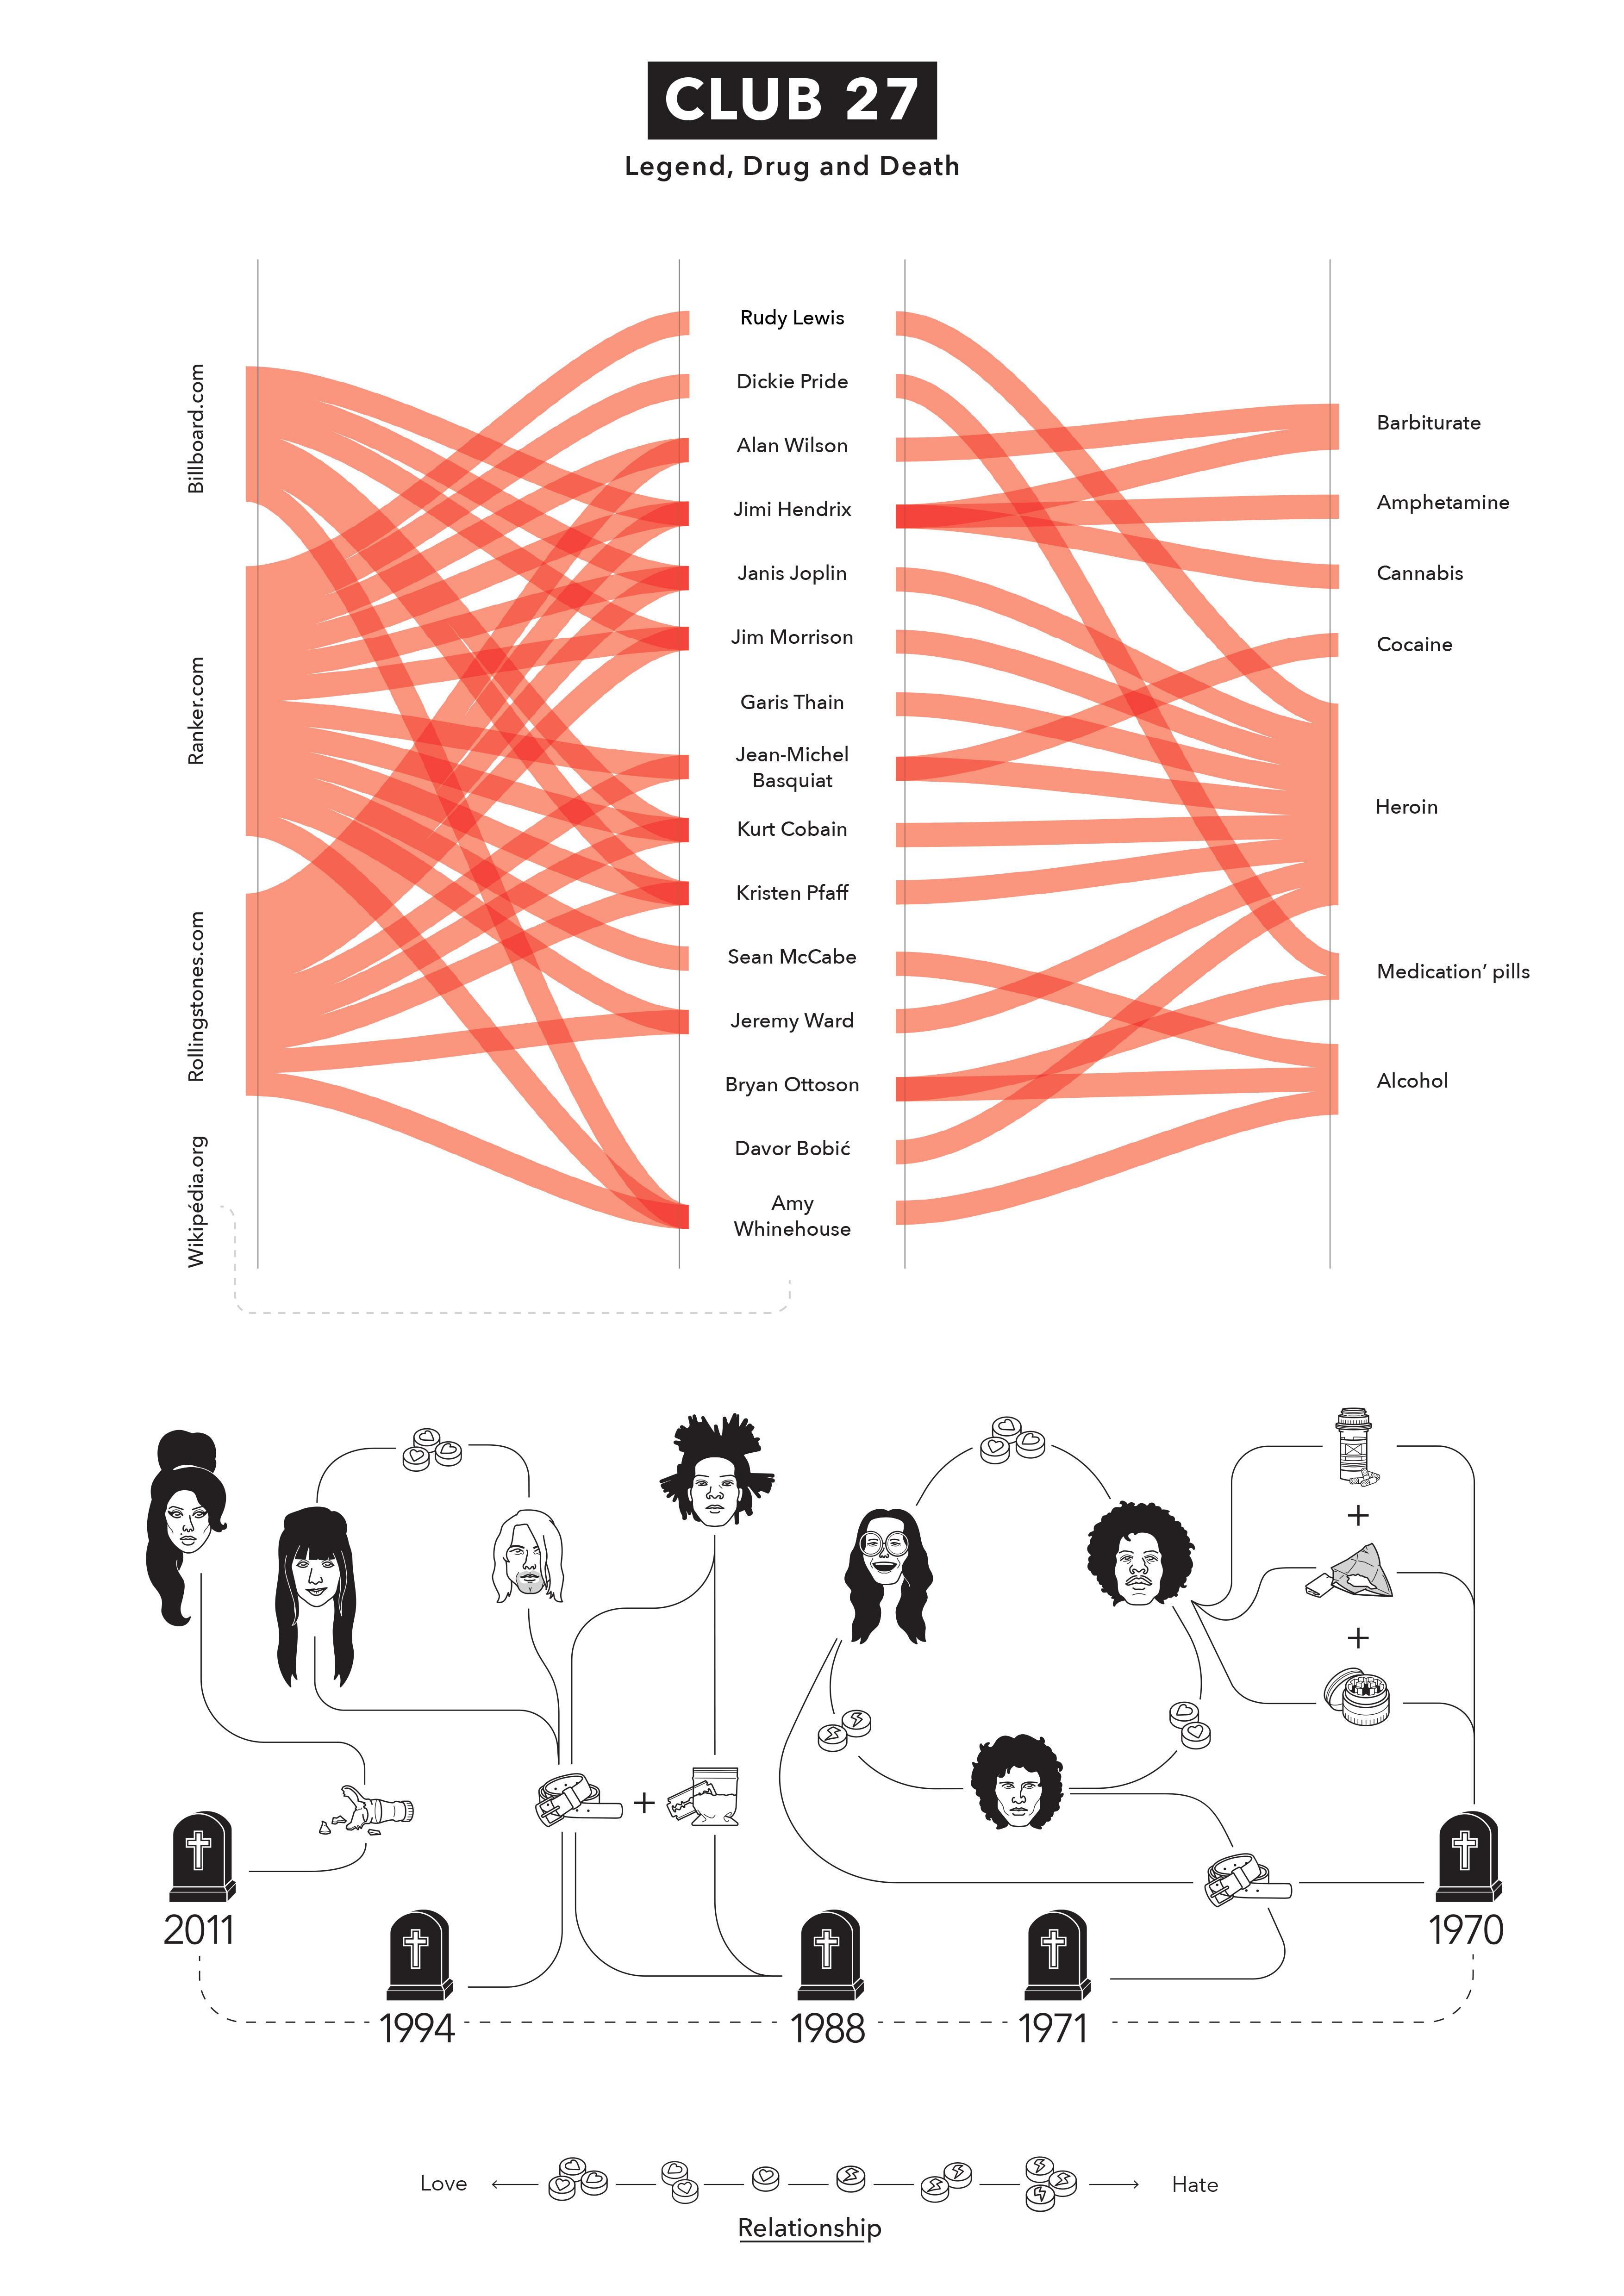 CLUB 27
Legend, Drug and Death
Billboard.com
Ranker.com
Rollingstones.com
Wikipédia.org
Rudy Lewis
Dickie Pride
Alan Wilson
Jimi Hendrix
Janis Joplin
Jim Morrison
Garis Thain
Jean-Michel
Basquiat
Kurt Cobain
Kristen Pfaff
Sean McCabe
Jeremy Ward
Bryan Ottoson
Davor Bobić
Amy
Whinehouse
Barbiturate
Amphetamine
Cannabis
Cocaine
Heroin
Medication’ pills
Alcohol
+
+
+
2011
1994
1988
1971
1970
Love
Hate
Relationship